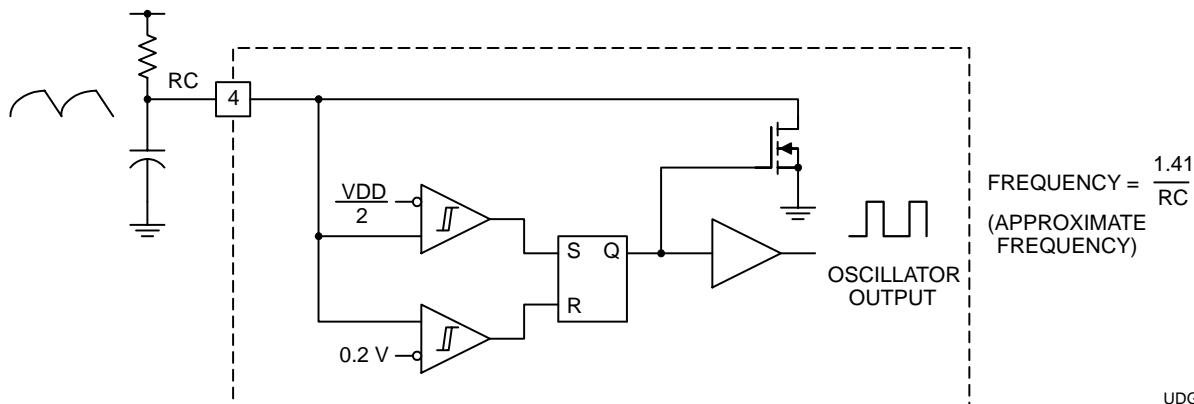 RC
4
VDD
2
0.2 V
S
Q
R
OSCILLATOR
OUTPUT
FREQUENCY = 1.41
RC
(APPROXIMATE
FREQUENCY)
UDG